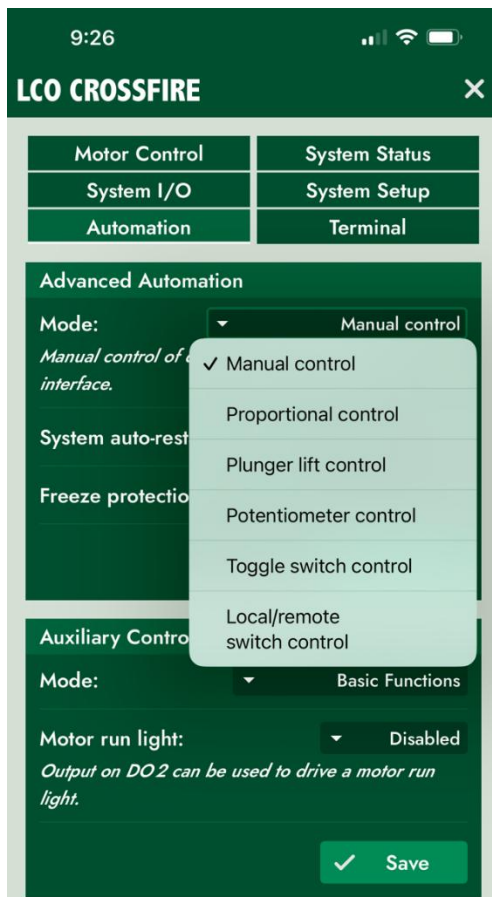 9:26
LCO CROSSFIRE
Motor Control
System Status
System I/O
System Setup
Automation
Terminal
Advanced Automation
Mode:
Manual control
Manual control of
interface.
System auto-rest
Freeze protectio
✓ Manual control
Proportional control
Plunger lift control
Potentiometer control
Toggle switch control
Local/remote
switch control
Auxiliary Contro
Mode:
Basic Functions
Motor run light:
Disabled
Output on DO2 can be used to drive a motor run
light.
Save